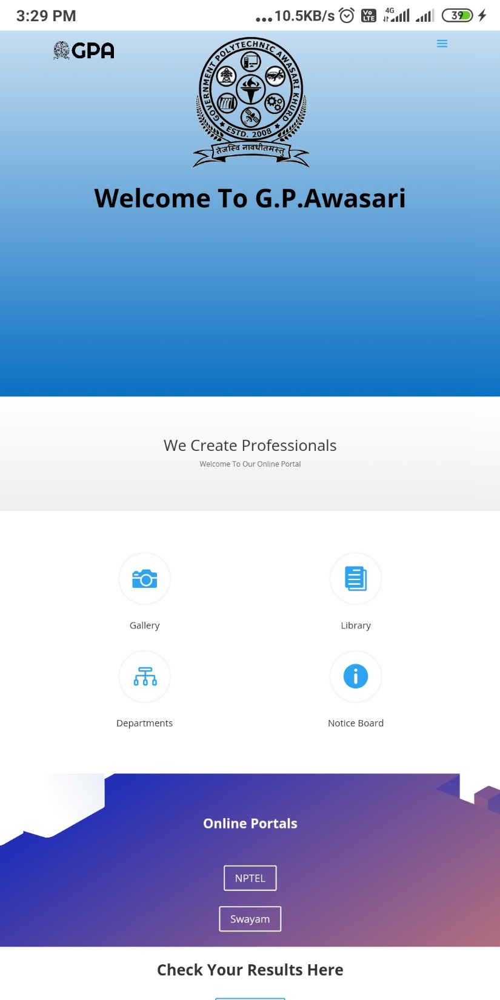 3:29 PM
...10.5KB/s
Vo LTE
4G
39
GPA
GOVERNMENT POLYTECHNIC AWASARI KHURD
★ ESTD. 2008 ★
तेजस्वि नावधीतमस्तु
Welcome To G.P.Awasari
We Create Professionals
Welcome To Our Online Portal
Gallery
Library
Departments
Notice Board
Online Portals
NPTEL
Swayam
Check Your Results Here